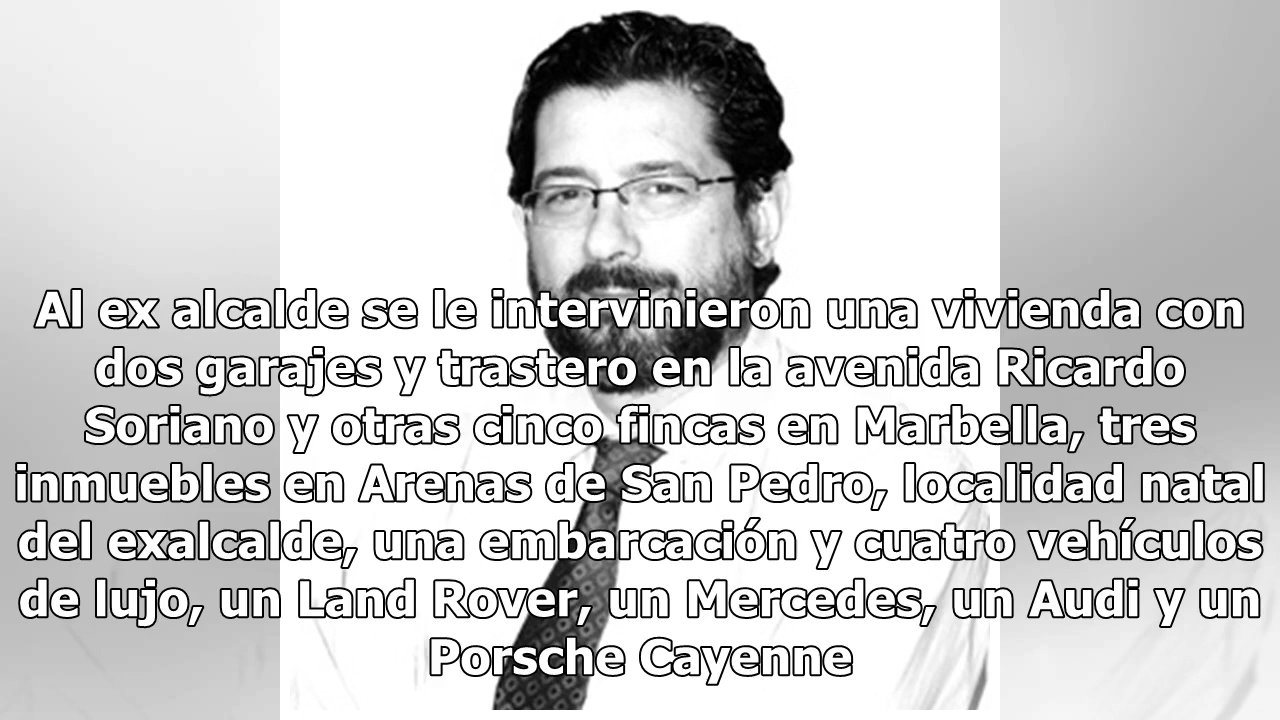 Al ex alcalde se le intervinieron una vivienda con
dos garajes y trastero en la avenida Ricardo
Soriano y otras cinco fincas en Marbella, tres
inmuebles en Arenas de San Pedro, localidad natal
del exalcalde, una embarcación y cuatro vehículos
de lujo, un Land Rover, un Mercedes, un Audi y un
Porsche Cayenne